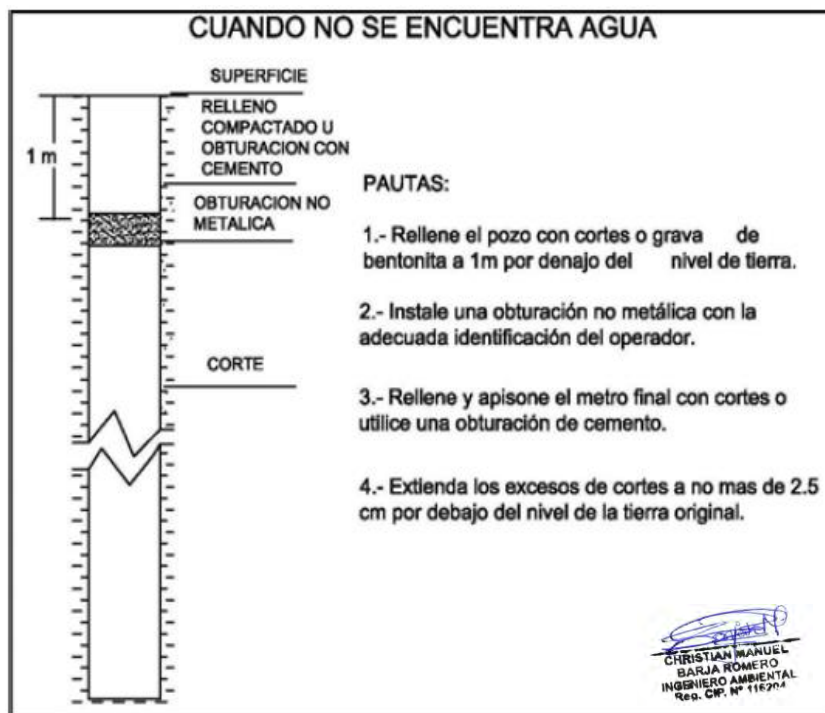 CUANDO NO SE ENCUENTRA AGUA
SUPERFICIE
RELLENO
COMPACTADO U
OBTURACION CON
CEMENTO
1 m
OBTURACION NO
METALICA
CORTE
PAUTAS:
1.- Rellene el pozo con cortes o grava de
bentonita a 1m por denajo del nivel de tierra.
2.- Instale una obturación no metálica con la
adecuada identificación del operador.
3.- Rellene y apisone el metro final con cortes o
utilice una obturación de cemento.
4.- Extienda los excesos de cortes a no mas de 2.5
cm por debajo del nivel de la tierra original.
CHRISTIAN MANUEL
BARJA ROMERO
INGENIERO AMBIENTAL
Reg. CIP. N°